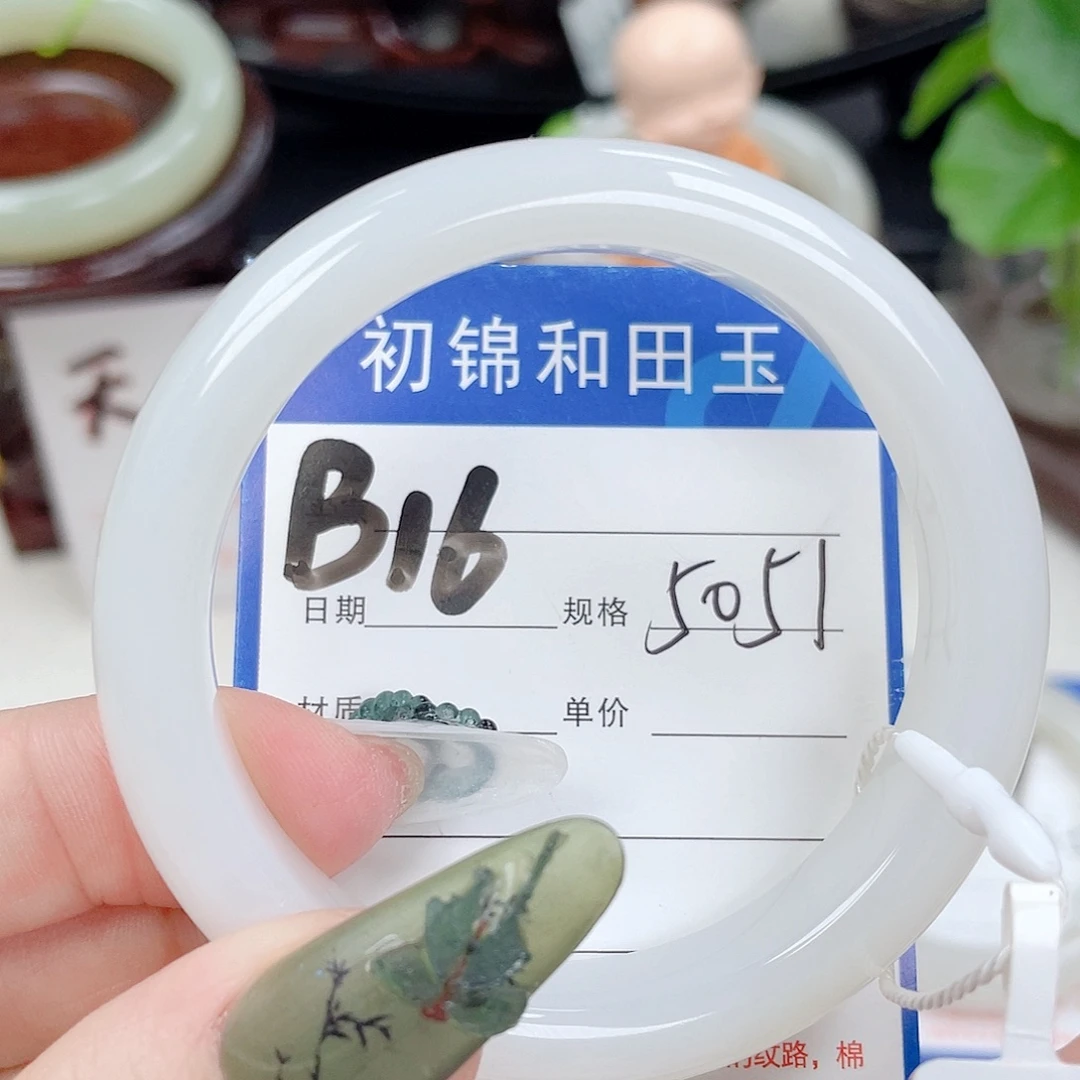 初锦和田玉
B16
日期 规格 5051
材质 单价
的纹路，棉
天